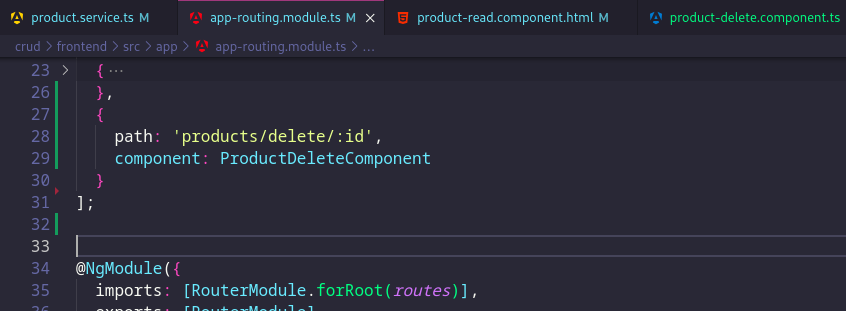 product.service.ts M app-routing.module.ts M × product-read.component.html M product-delete.component.ts
crud > frontend > src > app > app-routing.module.ts > ...
23 > { ...
26 },
27 {
28 path: 'products/delete/:id',
29 component: ProductDeleteComponent
30 }
31 ];
32
33
34 @NgModule({
35 imports: [RouterModule.forRoot(routes)],
36 exports: [RouterModule]